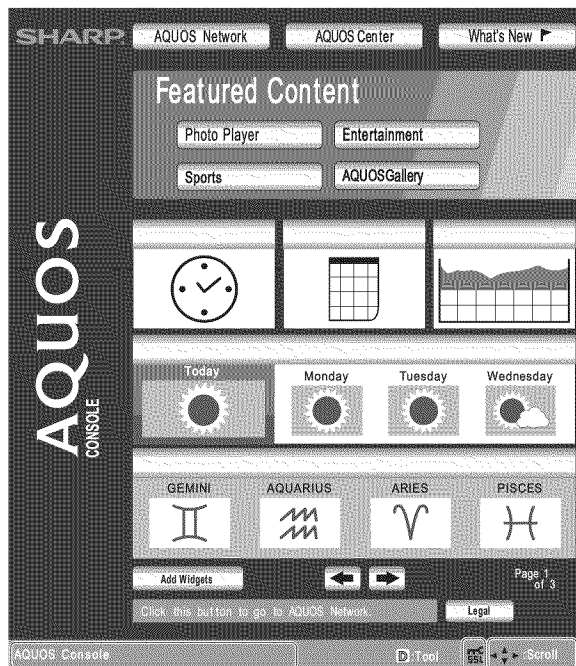 SHARP
AQUOS Network
AQUOS Center
What's New
Featured Content
Photo Player
Entertainment
Sports
AQUOSGallery
AQUOS
CONSOLE
Today
Monday
Tuesday
Wednesday
GEMINI
AQUARIUS
ARIES
PISCES
Add Widgets
Page 1
of 3
Click this button to go to AQUOS Network
Legal
AQUOS Console
D:Tool
SSL
:Scroll